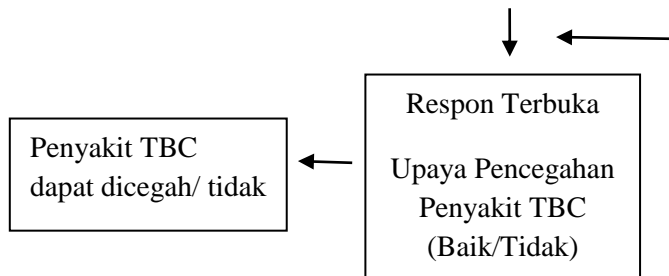 Respon Terbuka
Upaya Pencegahan
Penyakit TBC
(Baik/Tidak)
Penyakit TBC
dapat dicegah/ tidak